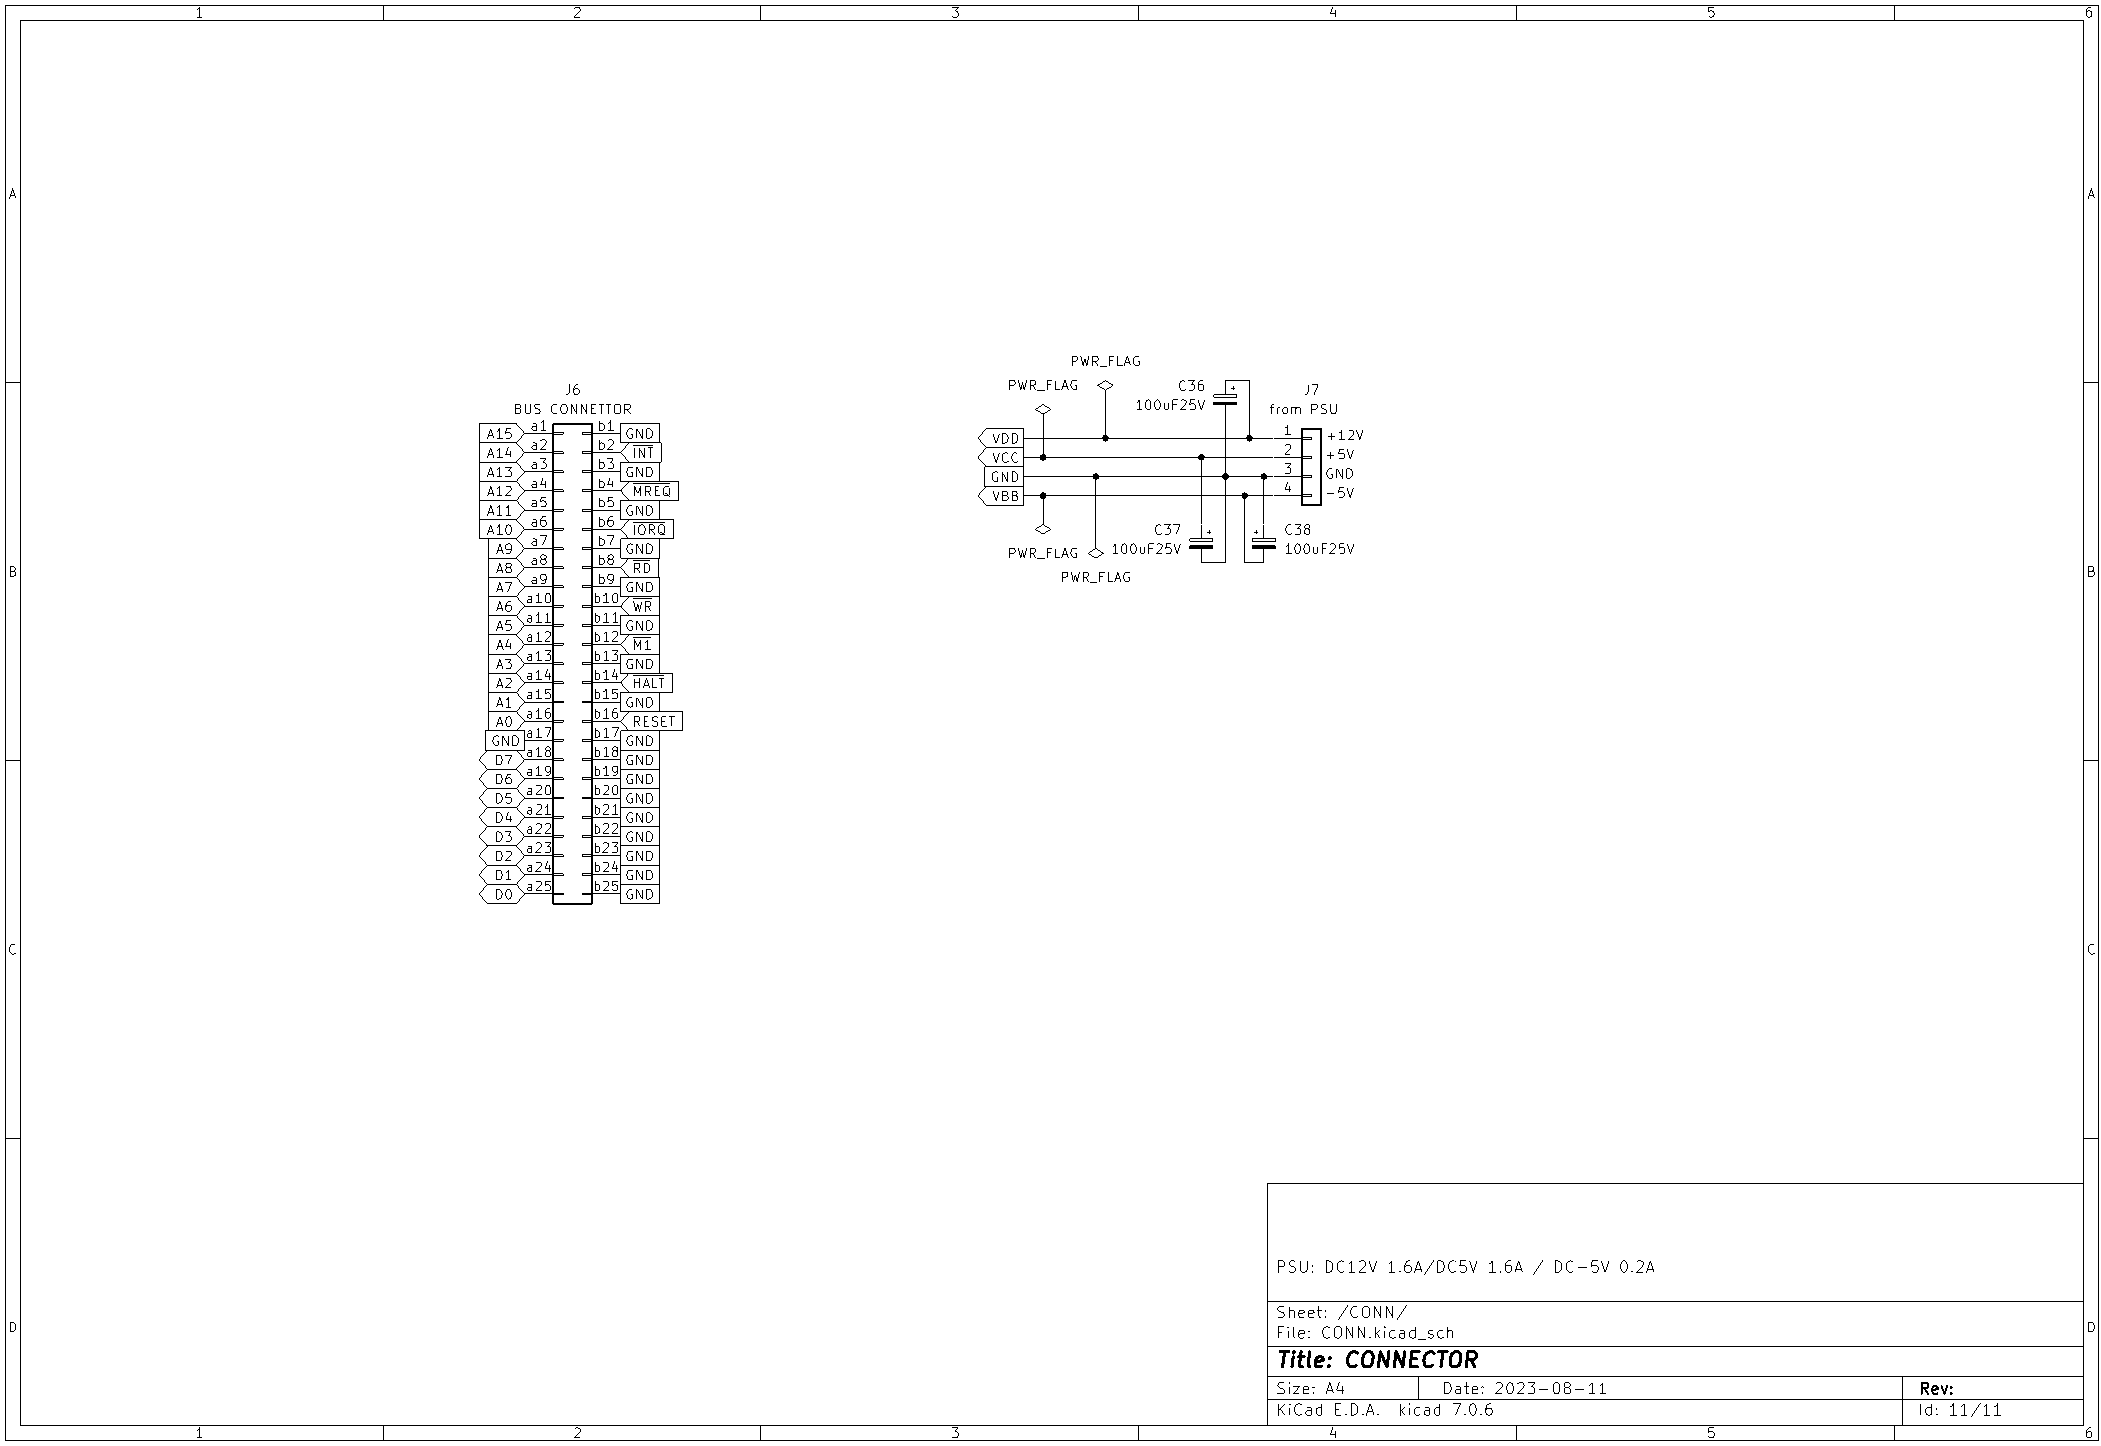 1 2 3 4 5 6
A A
B B
C C
D D
J6
BUS CONNETTOR
A15 a1 b1 GND
A14 a2 b2 INT
A13 a3 b3 GND
A12 a4 b4 MREQ
A11 a5 b5 GND
A10 a6 b6 IORQ
A9 a7 b7 GND
A8 a8 b8 RD
A7 a9 b9 GND
A6 a10 b10 WR
A5 a11 b11 GND
A4 a12 b12 M1
A3 a13 b13 GND
A2 a14 b14 HALT
A1 a15 b15 GND
A0 a16 b16 RESET
GND a17 b17 GND
D7 a18 b18 GND
D6 a19 b19 GND
D5 a20 b20 GND
D4 a21 b21 GND
D3 a22 b22 GND
D2 a23 b23 GND
D1 a24 b24 GND
D0 a25 b25 GND
PWR_FLAG
PWR_FLAG
C36
100uF25V
+
J7
from PSU
VDD 1 +12V
VCC 2 +5V
GND 3 GND
VBB 4 -5V
C37
100uF25V
+
C38
100uF25V
+
PWR_FLAG
PWR_FLAG
PSU: DC12V 1.6A/DC5V 1.6A / DC-5V 0.2A
Sheet: /CONN/
File: CONN.kicad_sch
Title: CONNECTOR
Size: A4 Date: 2023-08-11 Rev:
KiCad E.D.A. kicad 7.0.6 Id: 11/11
1 2 3 4 5 6